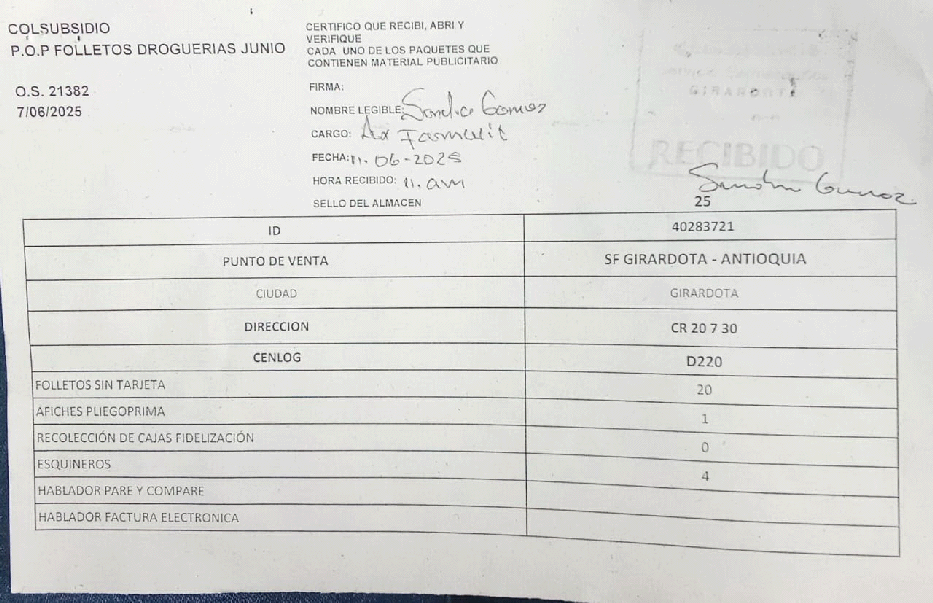 COLSUBSIDIO
P.O.P FOLLETOS DROGUERIAS JUNIO
O.S. 21382
7/06/2025
CERTIFICO QUE RECIBI, ABRI Y
VERIFIQUE
CADA UNO DE LOS PAQUETES QUE
CONTIENEN MATERIAL PUBLICITARIO
FIRMA:
NOMBRE LEGIBLE: Sandra Gomez
CARGO: Aux
FECHA: 11. 06-2025
HORA RECIBIDO: 11. am
SELLO DEL ALMACEN
GIRARDOTA
RECIBIDO
Sandra Gomez
25
ID 40283721
PUNTO DE VENTA SF GIRARDOTA - ANTIOQUIA
CIUDAD GIRARDOTA
DIRECCION CR 20 7 30
CENLOG D220
FOLLETOS SIN TARJETA 20
AFICHES PLIEGOPRIMA 1
RECOLECCIÓN DE CAJAS FIDELIZACIÓN 0
ESQUINEROS 4
HABLADOR PARE Y COMPARE
HABLADOR FACTURA ELECTRONICA